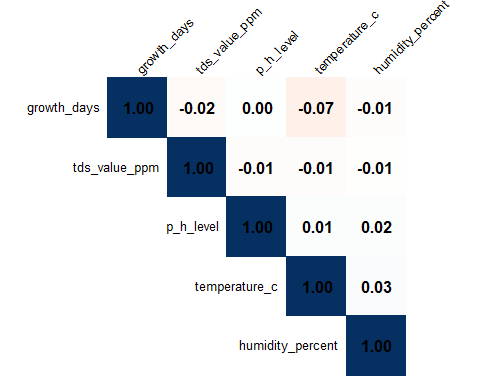 growth_days
tds_value_ppm
p_h_level
temperature_c
humidity_percent
growth_days 1.00 -0.02 0.00 -0.07 -0.01
tds_value_ppm 1.00 -0.01 -0.01 -0.01
p_h_level 1.00 0.01 0.02
temperature_c 1.00 0.03
humidity_percent 1.00